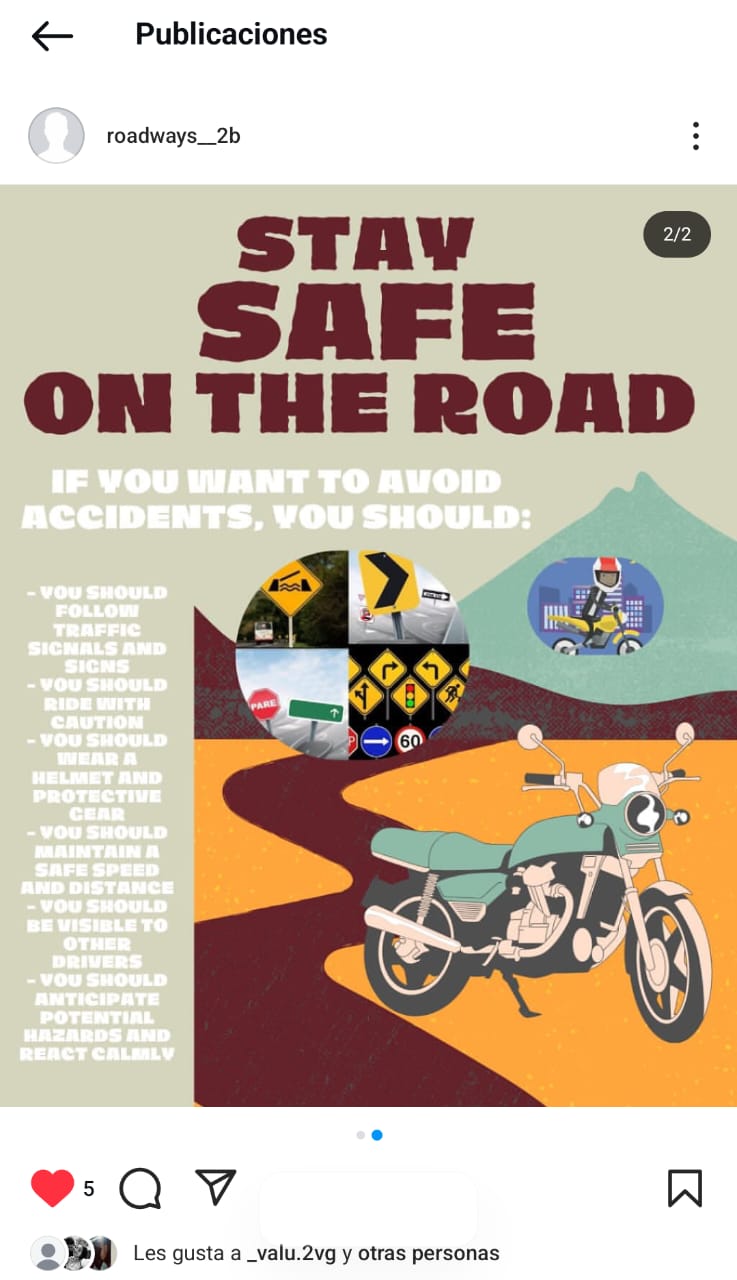 Publicaciones
roadways__2b
2/2
STAY
SAFE
ON THE ROAD
IF YOU WANT TO AVOID
ACCIDENTS, YOU SHOULD:
- YOU SHOULD
FOLLOW
TRAFFIC
SIGNALS AND
SIGNS
- YOU SHOULD
RIDE WITH
CAUTION
- YOU SHOULD
WEAR A
HELMET AND
PROTECTIVE
GEAR
- YOU SHOULD
MAINTAIN A
SAFE SPEED
AND DISTANCE
- YOU SHOULD
BE VISIBLE TO
OTHER
DRIVERS
- YOU SHOULD
ANTICIPATE
POTENTIAL
HAZARDS AND
REACT CALMLY
PARE
P
60
5
Les gusta a _valu.2vg y otras personas